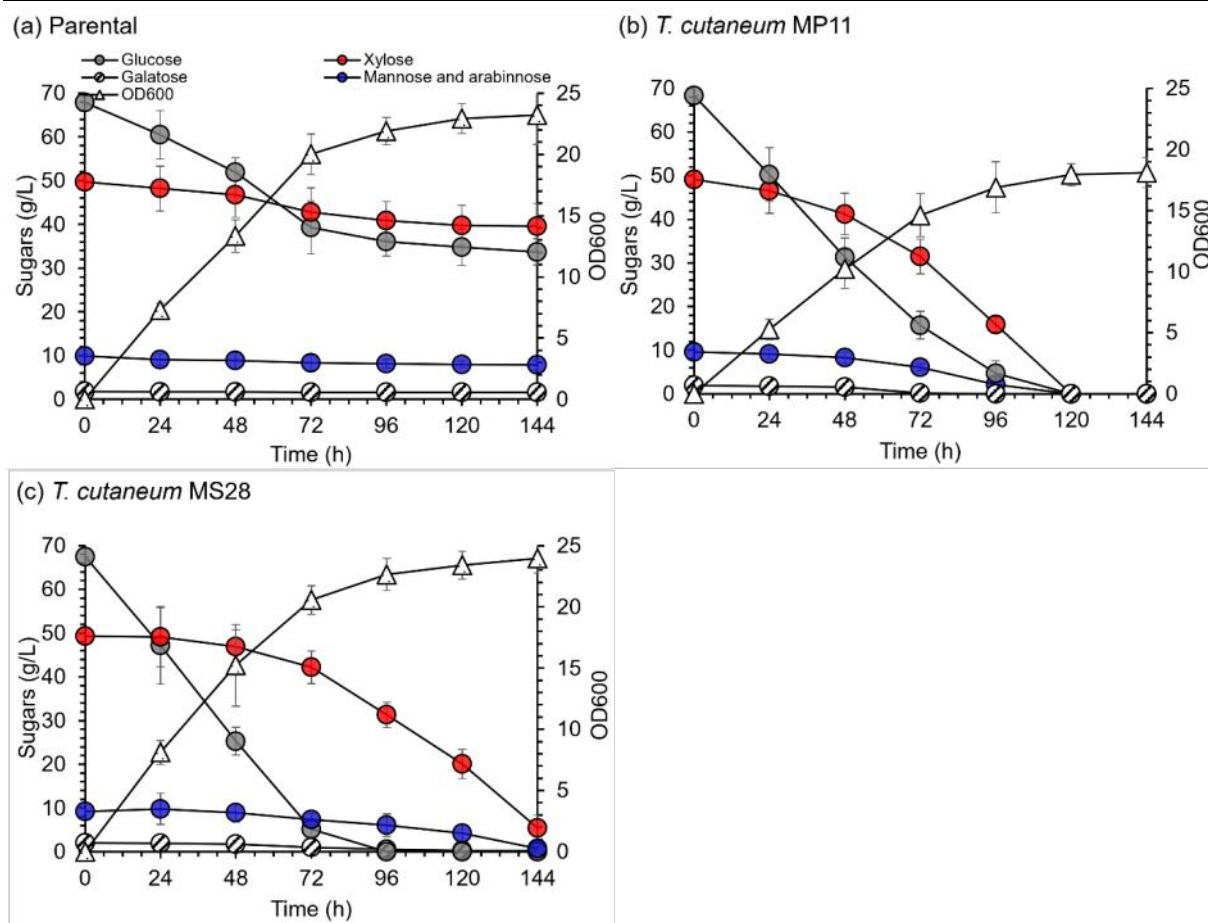 (a) Parental
Glucose
Xylose
Galatose
Mannose and arabinnose
OD600
70
60
50
40
30
20
10
0
Sugars (g/L)
25
20
15
10
5
0
OD600
0 24 48 72 96 120 144
Time (h)
(b) T. cutaneum MP11
70
60
50
40
30
20
10
0
Sugars (g/L)
25
20
15
10
5
0
OD600
0 24 48 72 96 120 144
Time (h)
(c) T. cutaneum MS28
70
60
50
40
30
20
10
0
Sugars (g/L)
25
20
15
10
5
0
OD600
0 24 48 72 96 120 144
Time (h)